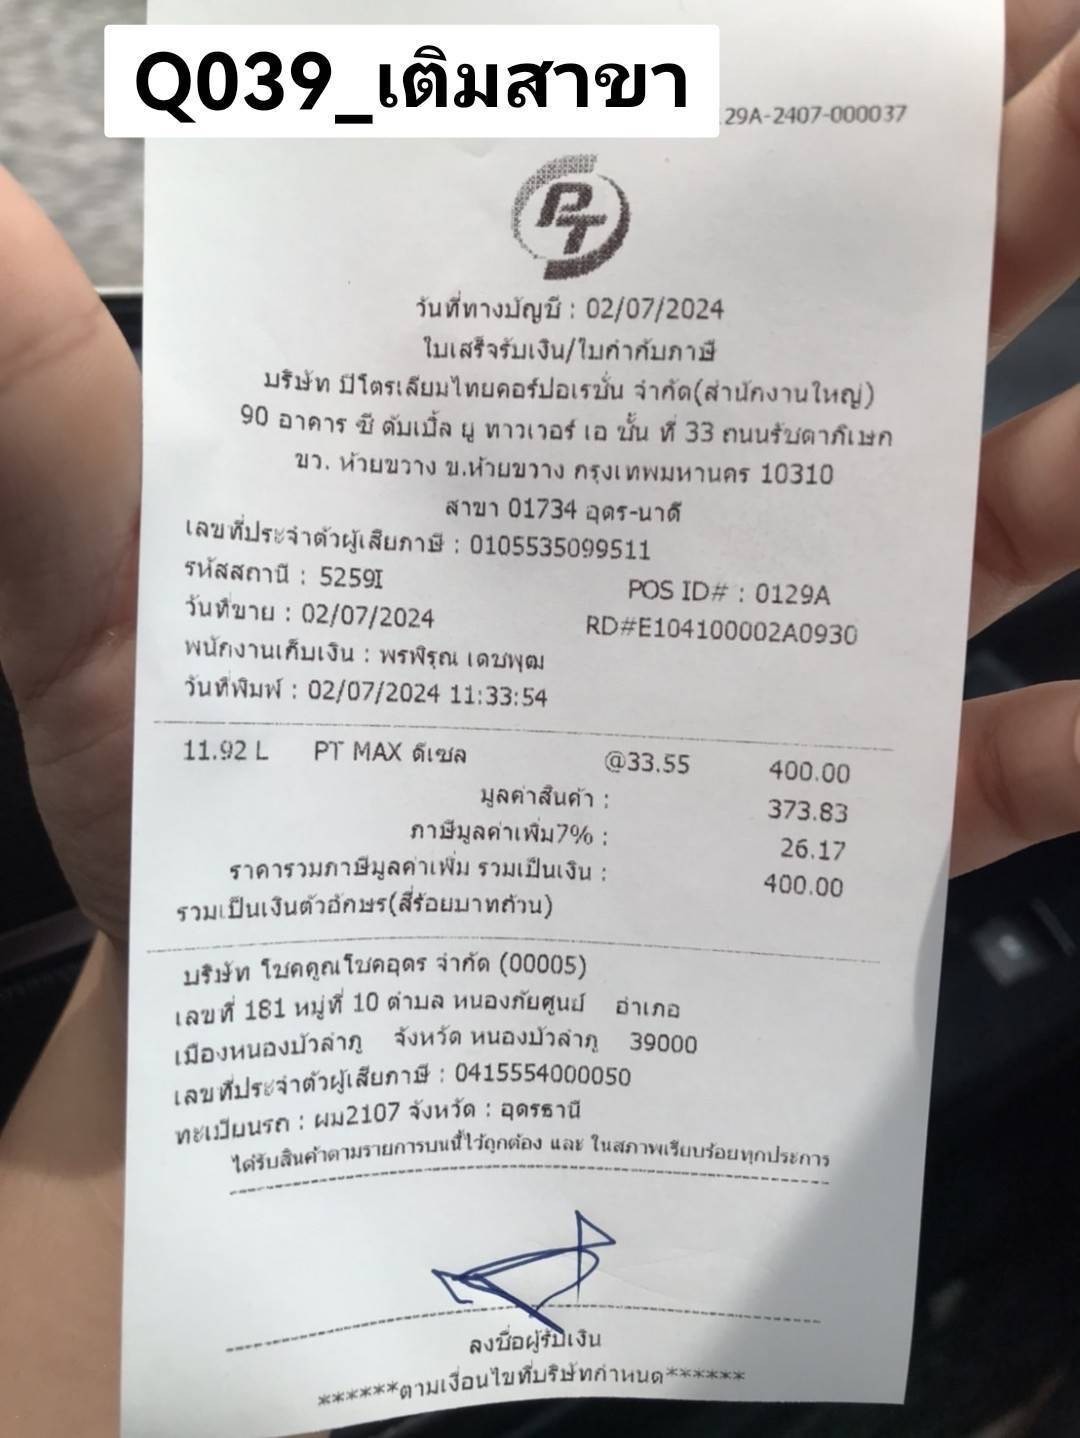 Q039_เติมสาขา
29A-2407-000037
PT
วันที่ทางบัญชี : 02/07/2024
ใบเสร็จรับเงิน/ใบกำกับภาษี
บริษัท ปิโตรเลียมไทยคอร์ปอเรชั่น จำกัด(สำนักงานใหญ่)
90 อาคาร ซี ดับเบิ้ล ยู ทาวเวอร์ เอ ชั้น ที่ 33 ถนนรัชดาภิเษก
ขว. ห้วยขวาง ข.ห้วยขวาง กรุงเทพมหานคร 10310
สาขา 01734 อุดร-นาดี
เลขที่ประจำตัวผู้เสียภาษี : 0105535099511
รหัสสถานี : 5259I POS ID# : 0129A
วันที่ขาย : 02/07/2024 RD#E104100002A0930
พนักงานเก็บเงิน : พรพิรุณ เดชพุฒ
วันที่พิมพ์ : 02/07/2024 11:33:54
11.92 L PT MAX ดีเซล @33.55 400.00
มูลค่าสินค้า : 373.83
ภาษีมูลค่าเพิ่ม7% : 26.17
ราคารวมภาษีมูลค่าเพิ่ม รวมเป็นเงิน : 400.00
รวมเป็นเงินตัวอักษร(สี่ร้อยบาทถ้วน)
บริษัท โชคคูณโชคอุดร จำกัด (00005)
เลขที่ 181 หมู่ที่ 10 ตำบล หนองภัยศูนย์ อำเภอ
เมืองหนองบัวลำภู จังหวัด หนองบัวลำภู 39000
เลขที่ประจำตัวผู้เสียภาษี : 0415554000050
ทะเบียนรถ : ผม2107 จังหวัด : อุดรธานี
ได้รับสินค้าตามรายการบนนี้ไว้ถูกต้อง และ ในสภาพเรียบร้อยทุกประการ
ลงชื่อผู้รับเงิน
******ตามเงื่อนไขที่บริษัทกำหนด******